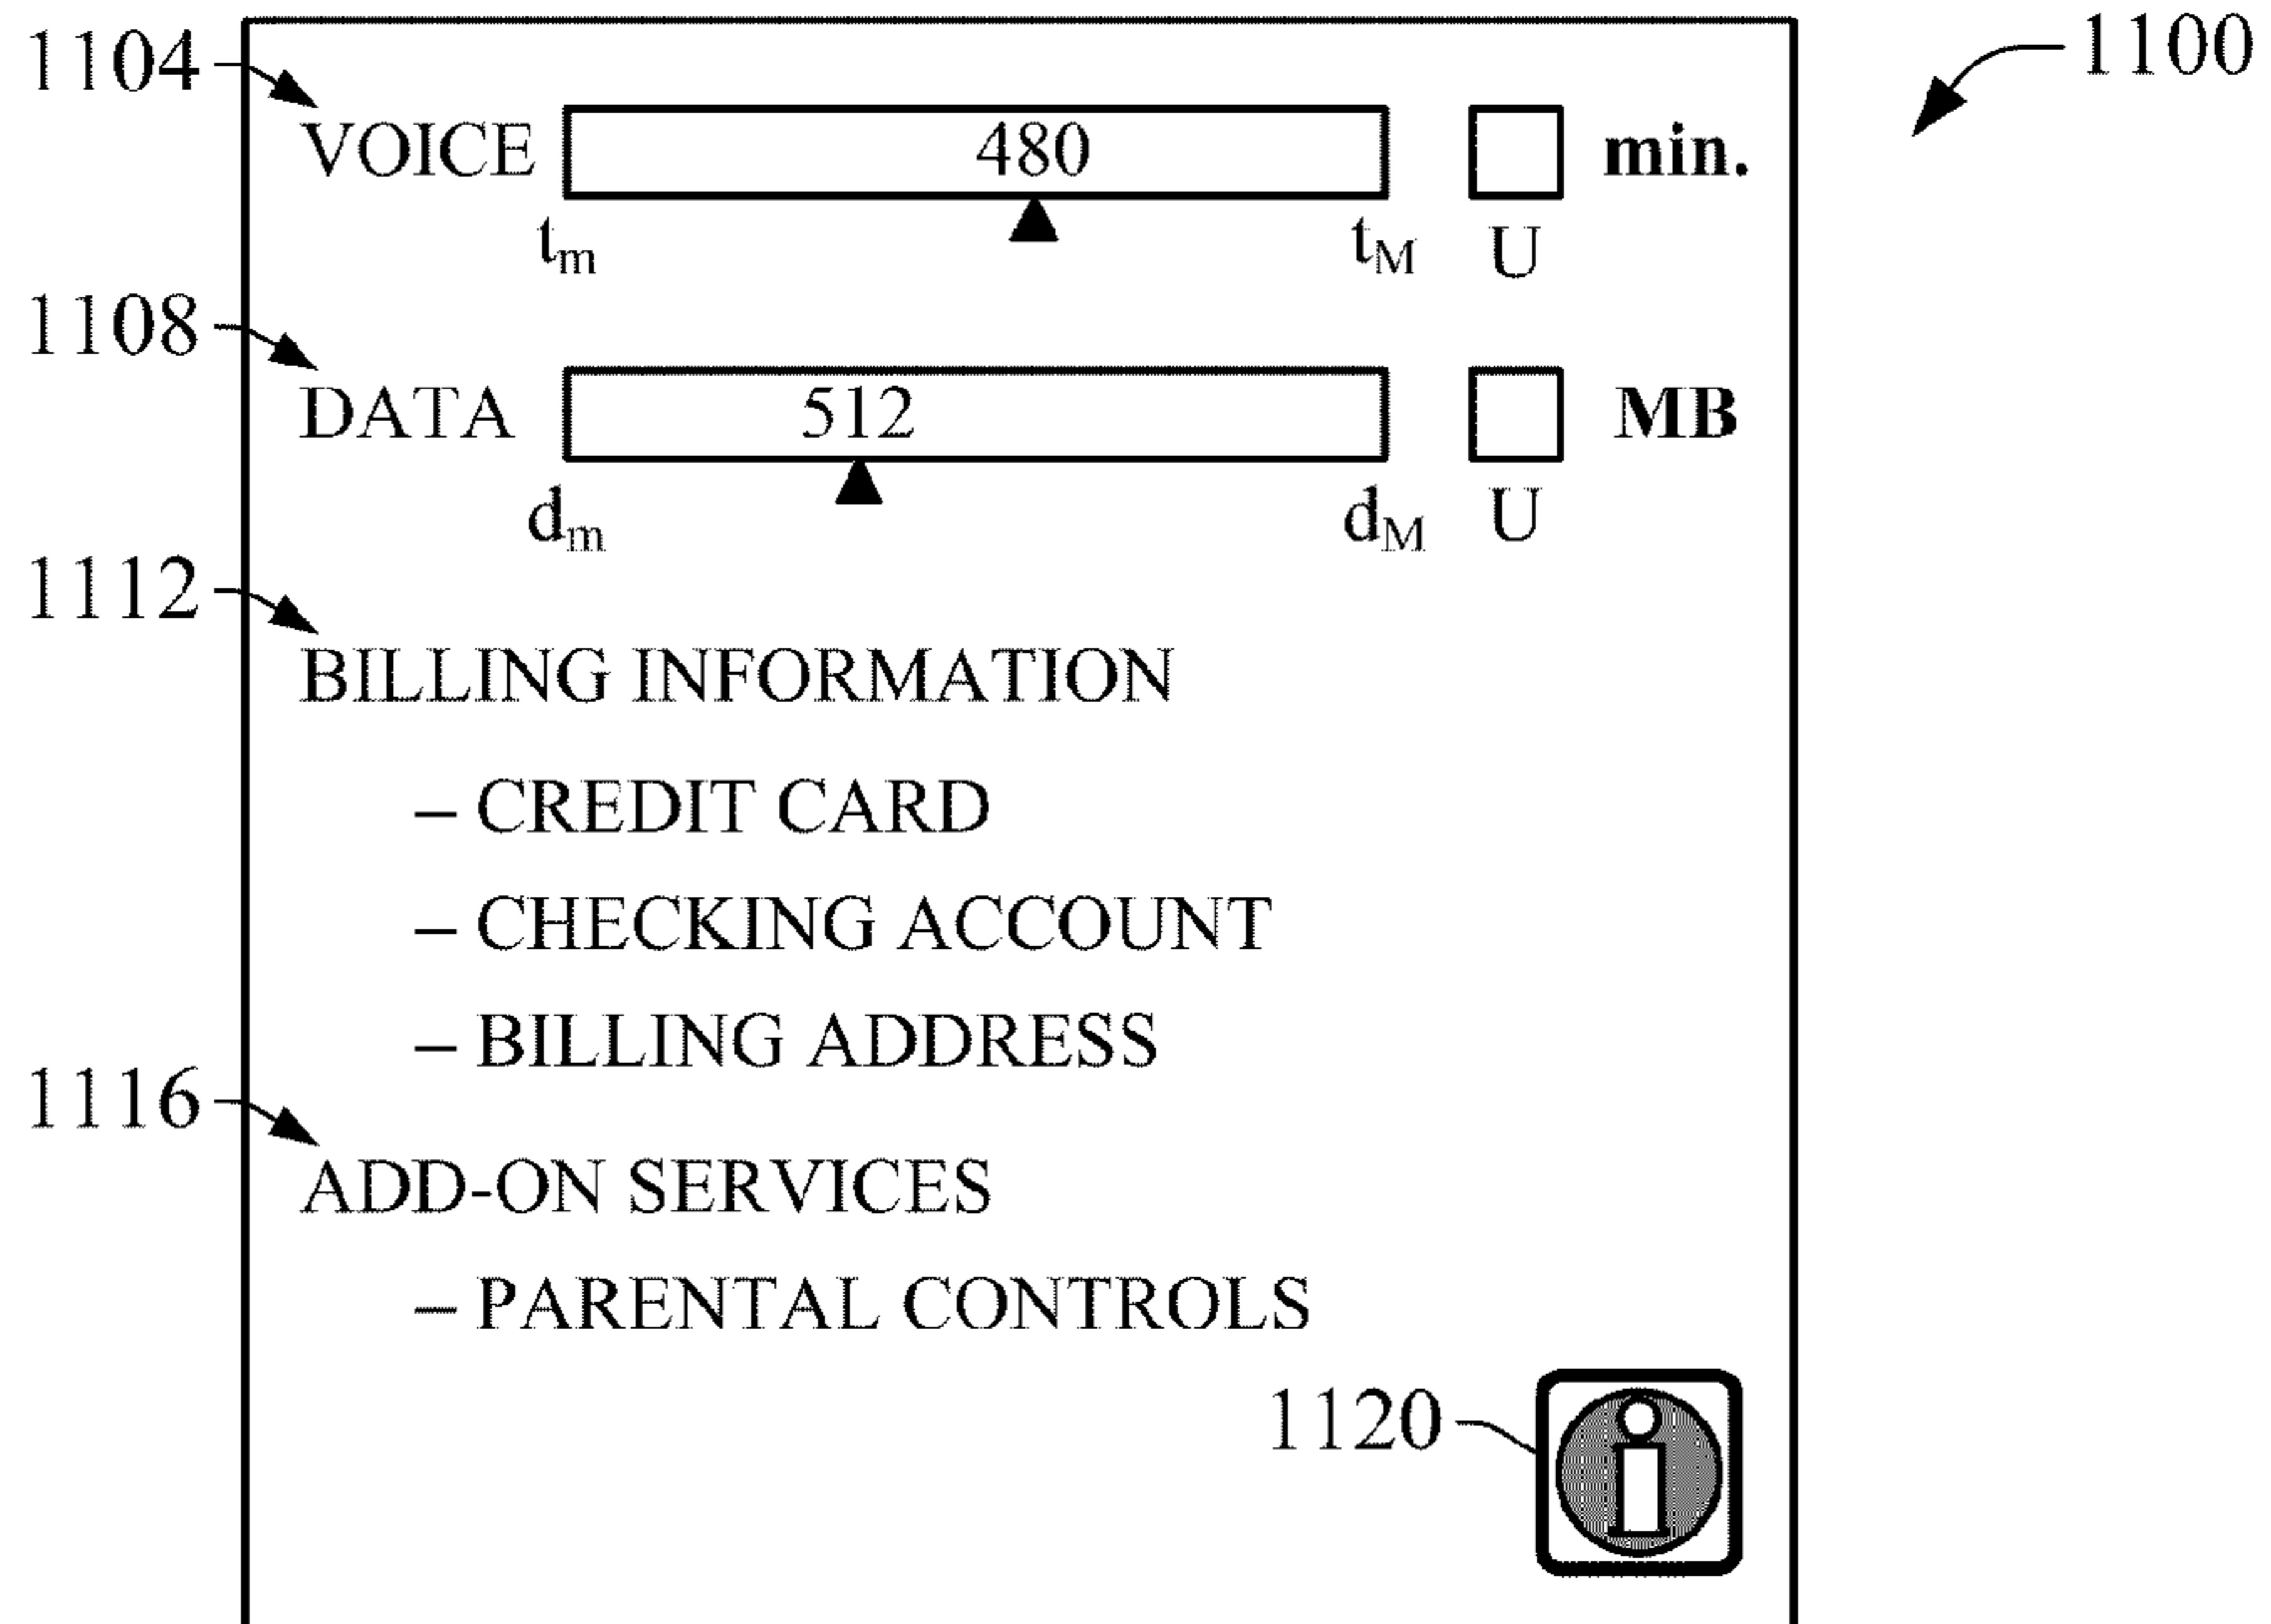 1104
1100
VOICE 480 min.
tm tM U
1108
DATA 512 MB
dm dM U
1112
BILLING INFORMATION
– CREDIT CARD
– CHECKING ACCOUNT
– BILLING ADDRESS
1116
ADD-ON SERVICES
– PARENTAL CONTROLS
1120
i